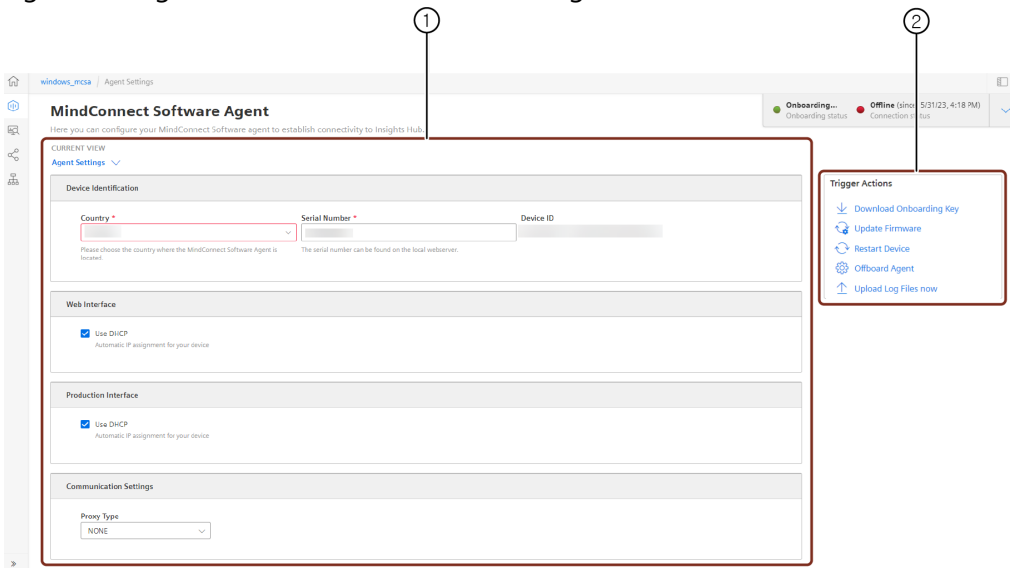 1
2
windows_mcsa Agent Settings
MindConnect Software Agent
Here you can configure your MindConnect Software agent to establish connectivity to Insights Hub.
Onboarding...
Onboarding status
Offline (since 5/31/23, 4:18 PM)
Connection status
CURRENT VIEW
Agent Settings
Device Identification
Country *
Serial Number *
Device ID
Please choose the country where the MindConnect Software Agent is
located.
The serial number can be found on the local webserver.
Web Interface
Use DHCP
Automatic IP assignment for your device
Production Interface
Use DHCP
Automatic IP assignment for your device
Communication Settings
Proxy Type
NONE
Trigger Actions
Download Onboarding Key
Update Firmware
Restart Device
Offboard Agent
Upload Log Files now